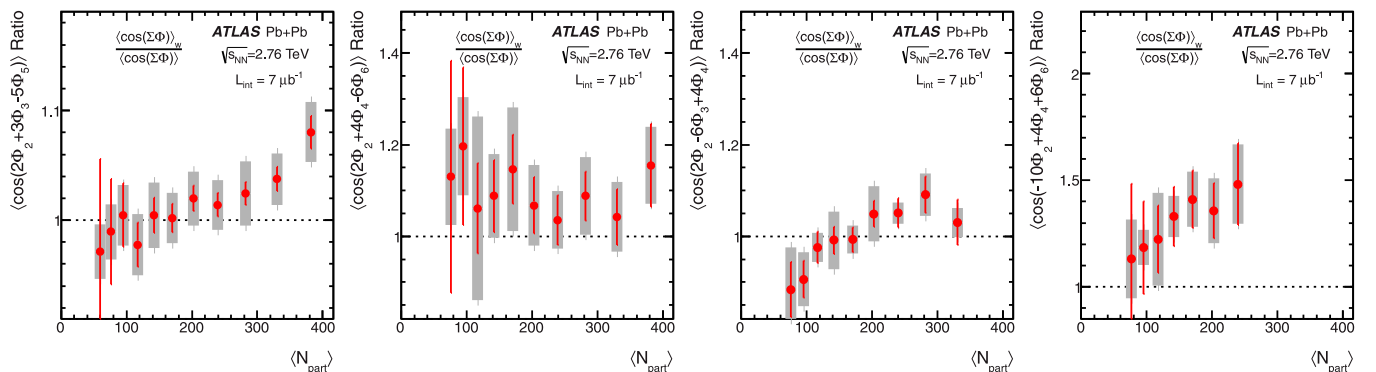 ⟨cos(2Φ₂+3Φ₃-5Φ₅)⟩ Ratio
⟨cos(ΣΦ)⟩w
⟨cos(ΣΦ)⟩
ATLAS Pb+Pb
√sNN=2.76 TeV
Lint = 7 μb⁻¹
1.1
1
0 100 200 300 400
⟨Npart⟩
⟨cos(2Φ₂+4Φ₄-6Φ₆)⟩ Ratio
⟨cos(ΣΦ)⟩w
⟨cos(ΣΦ)⟩
ATLAS Pb+Pb
√sNN=2.76 TeV
Lint = 7 μb⁻¹
1.4
1.2
1
0 100 200 300 400
⟨Npart⟩
⟨cos(2Φ₂-6Φ₃+4Φ₄)⟩ Ratio
⟨cos(ΣΦ)⟩w
⟨cos(ΣΦ)⟩
ATLAS Pb+Pb
√sNN=2.76 TeV
Lint = 7 μb⁻¹
1.4
1.2
1
0 100 200 300 400
⟨Npart⟩
⟨cos(-10Φ₂+4Φ₄+6Φ₆)⟩ Ratio
⟨cos(ΣΦ)⟩w
⟨cos(ΣΦ)⟩
ATLAS Pb+Pb
√sNN=2.76 TeV
Lint = 7 μb⁻¹
2
1.5
1
0 100 200 300 400
⟨Npart⟩